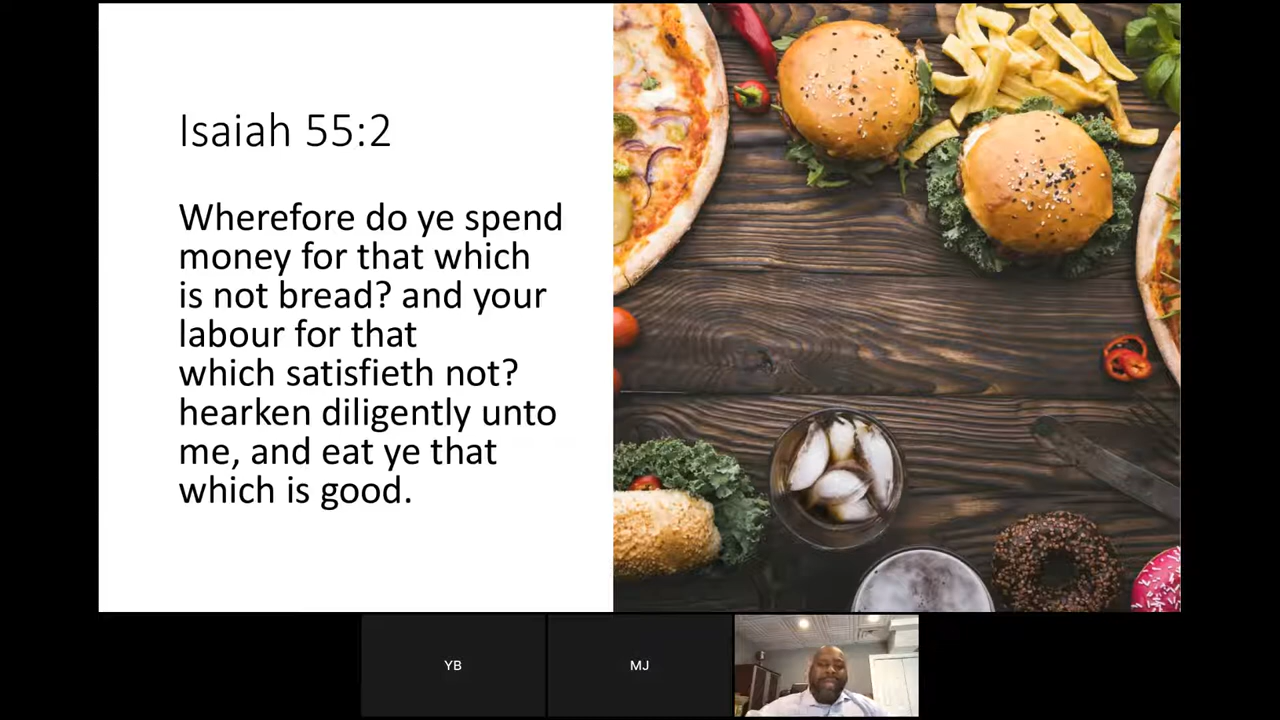 Isaiah 55:2
Wherefore do ye spend
money for that which
is not bread? and your
labour for that
which satisfieth not?
hearken diligently unto
me, and eat ye that
which is good.
YB
MJ